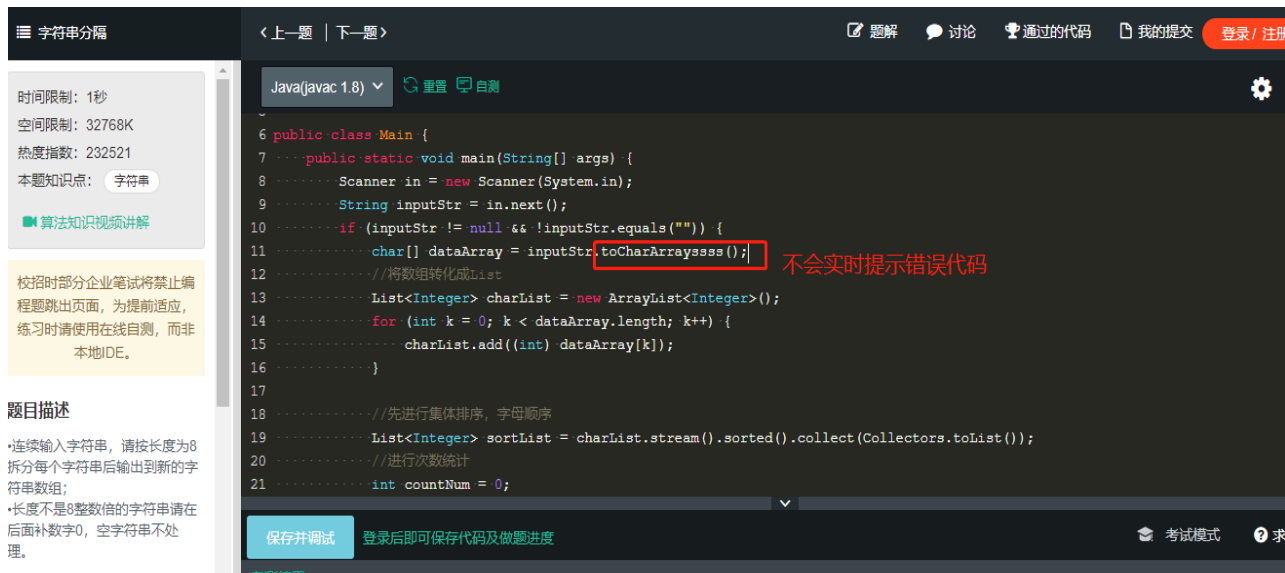 字符串分隔
上一题 | 下一题
题解
讨论
通过的代码
我的提交
登录 / 注册
时间限制：1秒
空间限制：32768K
热度指数：232521
本题知识点： 字符串
算法知识视频讲解
校招时部分企业笔试将禁止编
程题跳出页面，为提前适应，
练习时请使用在线自测，而非
本地IDE。
题目描述
•连续输入字符串，请按长度为8
拆分每个字符串后输出到新的字
符串数组；
•长度不是8整数倍的字符串请在
后面补数字0，空字符串不处
理。
Java(javac 1.8)
重置
自测
6 public class Main {
7 public static void main(String[] args) {
8 Scanner in = new Scanner(System.in);
9 String inputStr = in.next();
10 if (inputStr != null && !inputStr.equals("")) {
11 char[] dataArray = inputStr.toCharArrayssss();
不会实时提示错误代码
12 //将数组转化成List
13 List<Integer> charList = new ArrayList<Integer>();
14 for (int k = 0; k < dataArray.length; k++) {
15 charList.add((int) dataArray[k]);
16 }
17
18 //先进行集体排序，字母顺序
19 List<Integer> sortList = charList.stream().sorted().collect(Collectors.toList());
20 //进行次数统计
21 int countNum = 0;
保存并调试
登录后即可保存代码及做题进度
考试模式
求